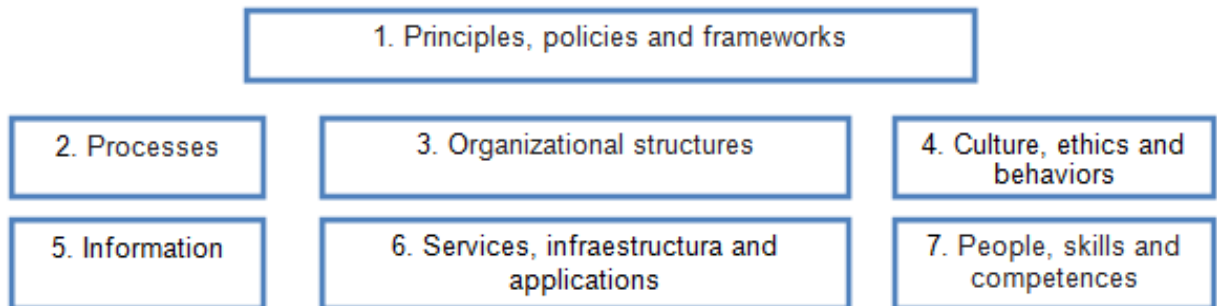 1. Principles, policies and frameworks
2. Processes
3. Organizational structures
4. Culture, ethics and
behaviors
5. Information
6. Services, infraestructura and
applications
7. People, skills and
competences